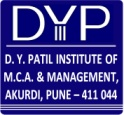 DYP
D. Y. PATIL INSTITUTE OF
M.C.A. & MANAGEMENT,
AKURDI, PUNE – 411 044